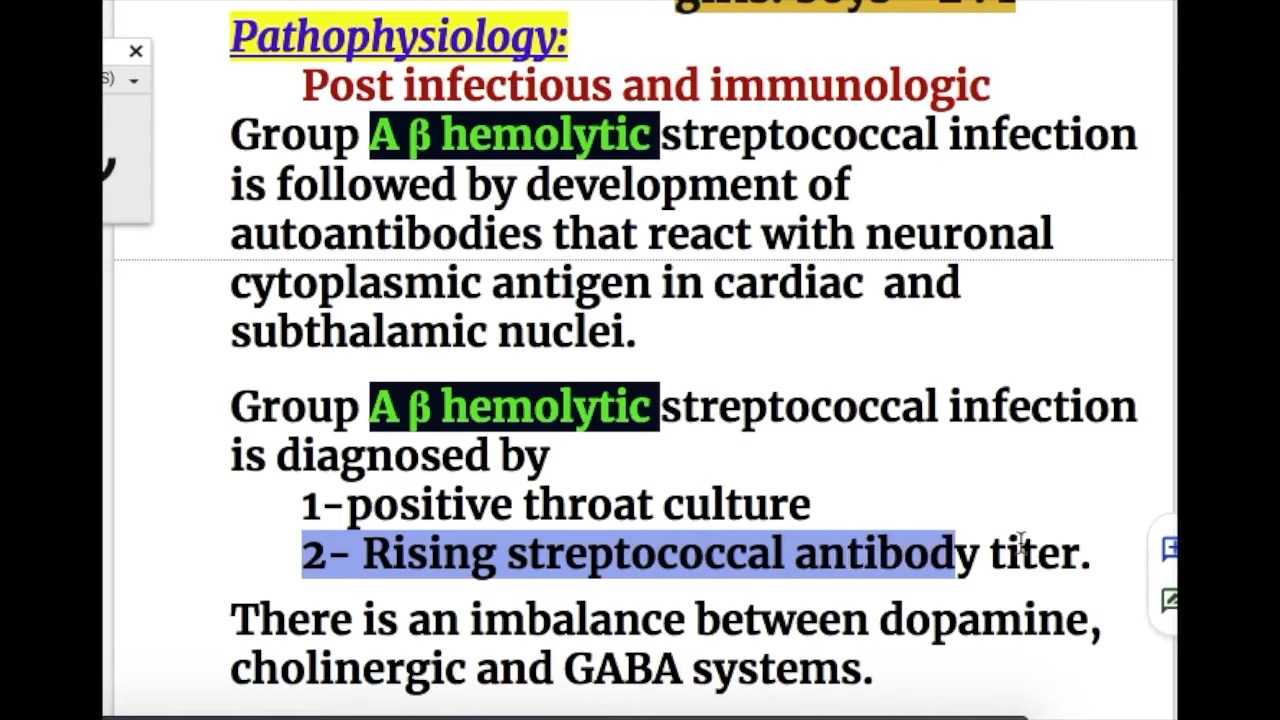 Pathophysiology:
Post infectious and immunologic
Group A β hemolytic streptococcal infection
is followed by development of
autoantibodies that react with neuronal
cytoplasmic antigen in cardiac and
subthalamic nuclei.
Group A β hemolytic streptococcal infection
is diagnosed by
1-positive throat culture
2- Rising streptococcal antibody titer.
There is an imbalance between dopamine,
cholinergic and GABA systems.